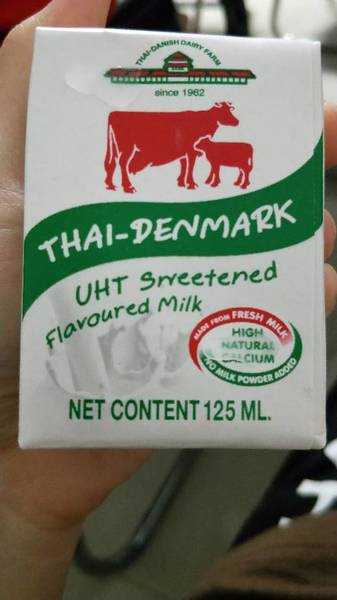 THAI-DANISH DAIRY FARM
since 1962
THAI-DENMARK
UHT Sweetened
Flavoured Milk
MADE FROM FRESH MILK
HIGH
NATURAL
CALCIUM
NO MILK POWDER ADDED
NET CONTENT 125 ML.